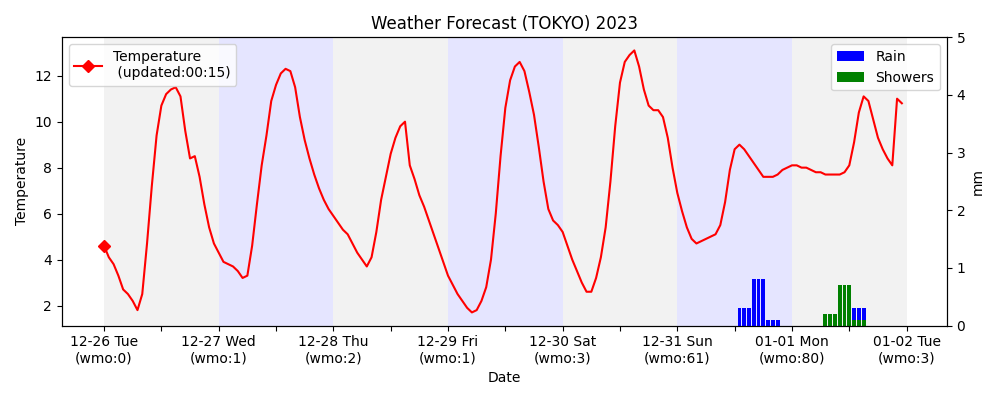 Weather Forecast (TOKYO) 2023
Temperature
(updated:00:15)
Rain
Showers
Temperature
12
10
8
6
4
2
5
4
3
2
1
0
mm
12-26 Tue
(wmo:0)
12-27 Wed
(wmo:1)
12-28 Thu
(wmo:2)
12-29 Fri
(wmo:1)
12-30 Sat
(wmo:3)
12-31 Sun
(wmo:61)
01-01 Mon
(wmo:80)
01-02 Tue
(wmo:3)
Date